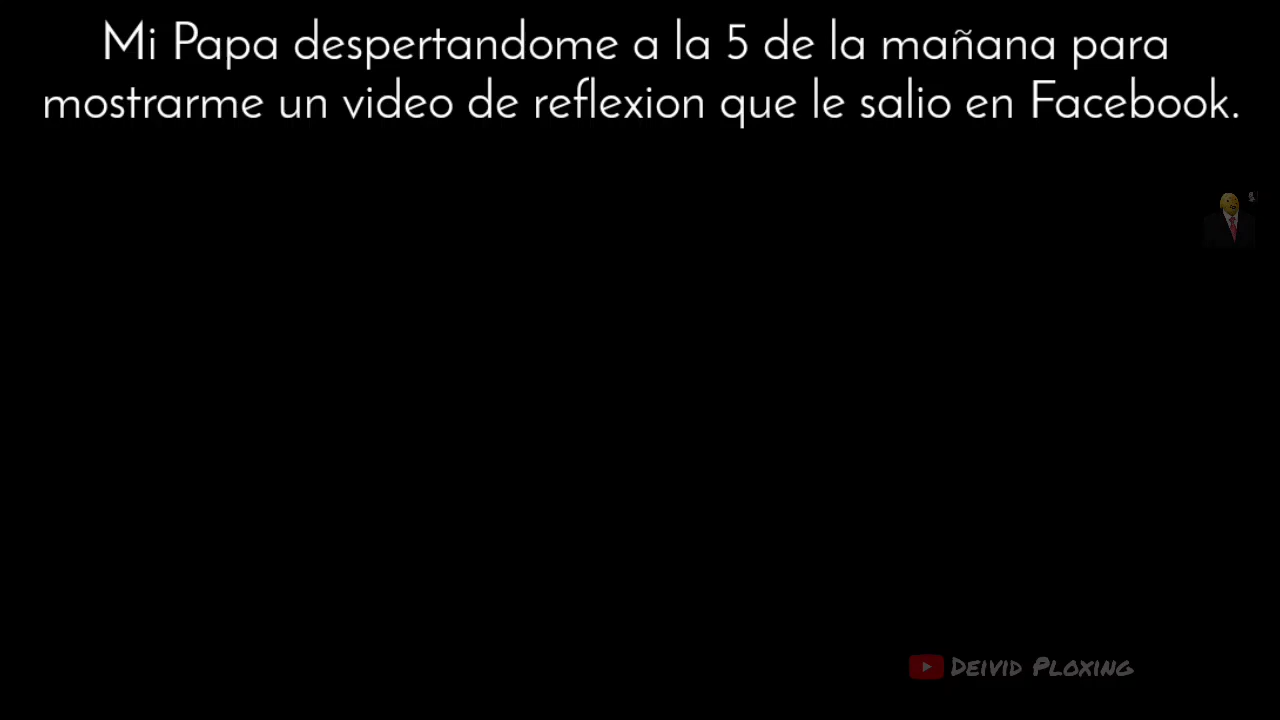 Mi Papa despertandome a la 5 de la mañana para
mostrarme un video de reflexion que le salio en Facebook.
Deivid Ploxing